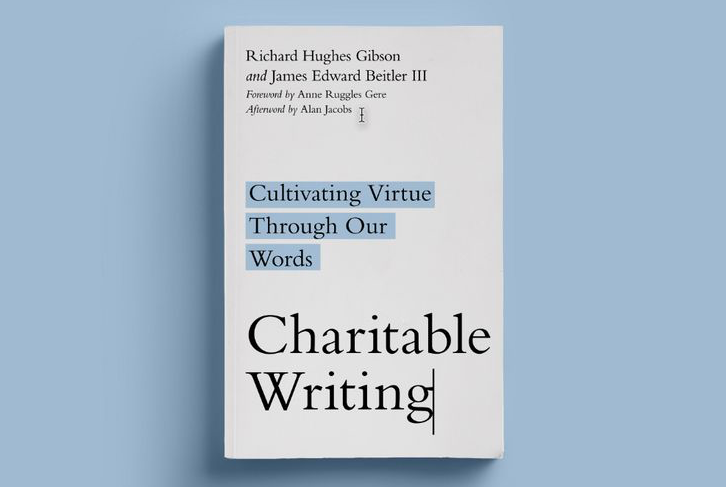 Richard Hughes Gibson
and James Edward Beitler III
Foreword by Anne Ruggles Gere
Afterword by Alan Jacobs
Cultivating Virtue
Through Our
Words
Charitable
Writing